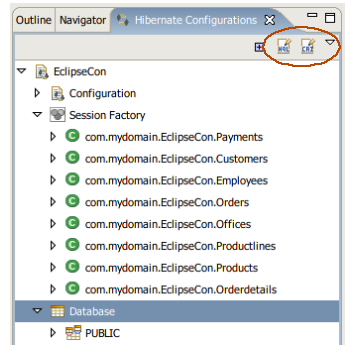 Outline Navigator Hibernate Configurations
HQL CRI
EclipseCon
Configuration
Session Factory
com.mydomain.EclipseCon.Payments
com.mydomain.EclipseCon.Customers
com.mydomain.EclipseCon.Employees
com.mydomain.EclipseCon.Orders
com.mydomain.EclipseCon.Offices
com.mydomain.EclipseCon.Productlines
com.mydomain.EclipseCon.Products
com.mydomain.EclipseCon.Orderdetails
Database
PUBLIC